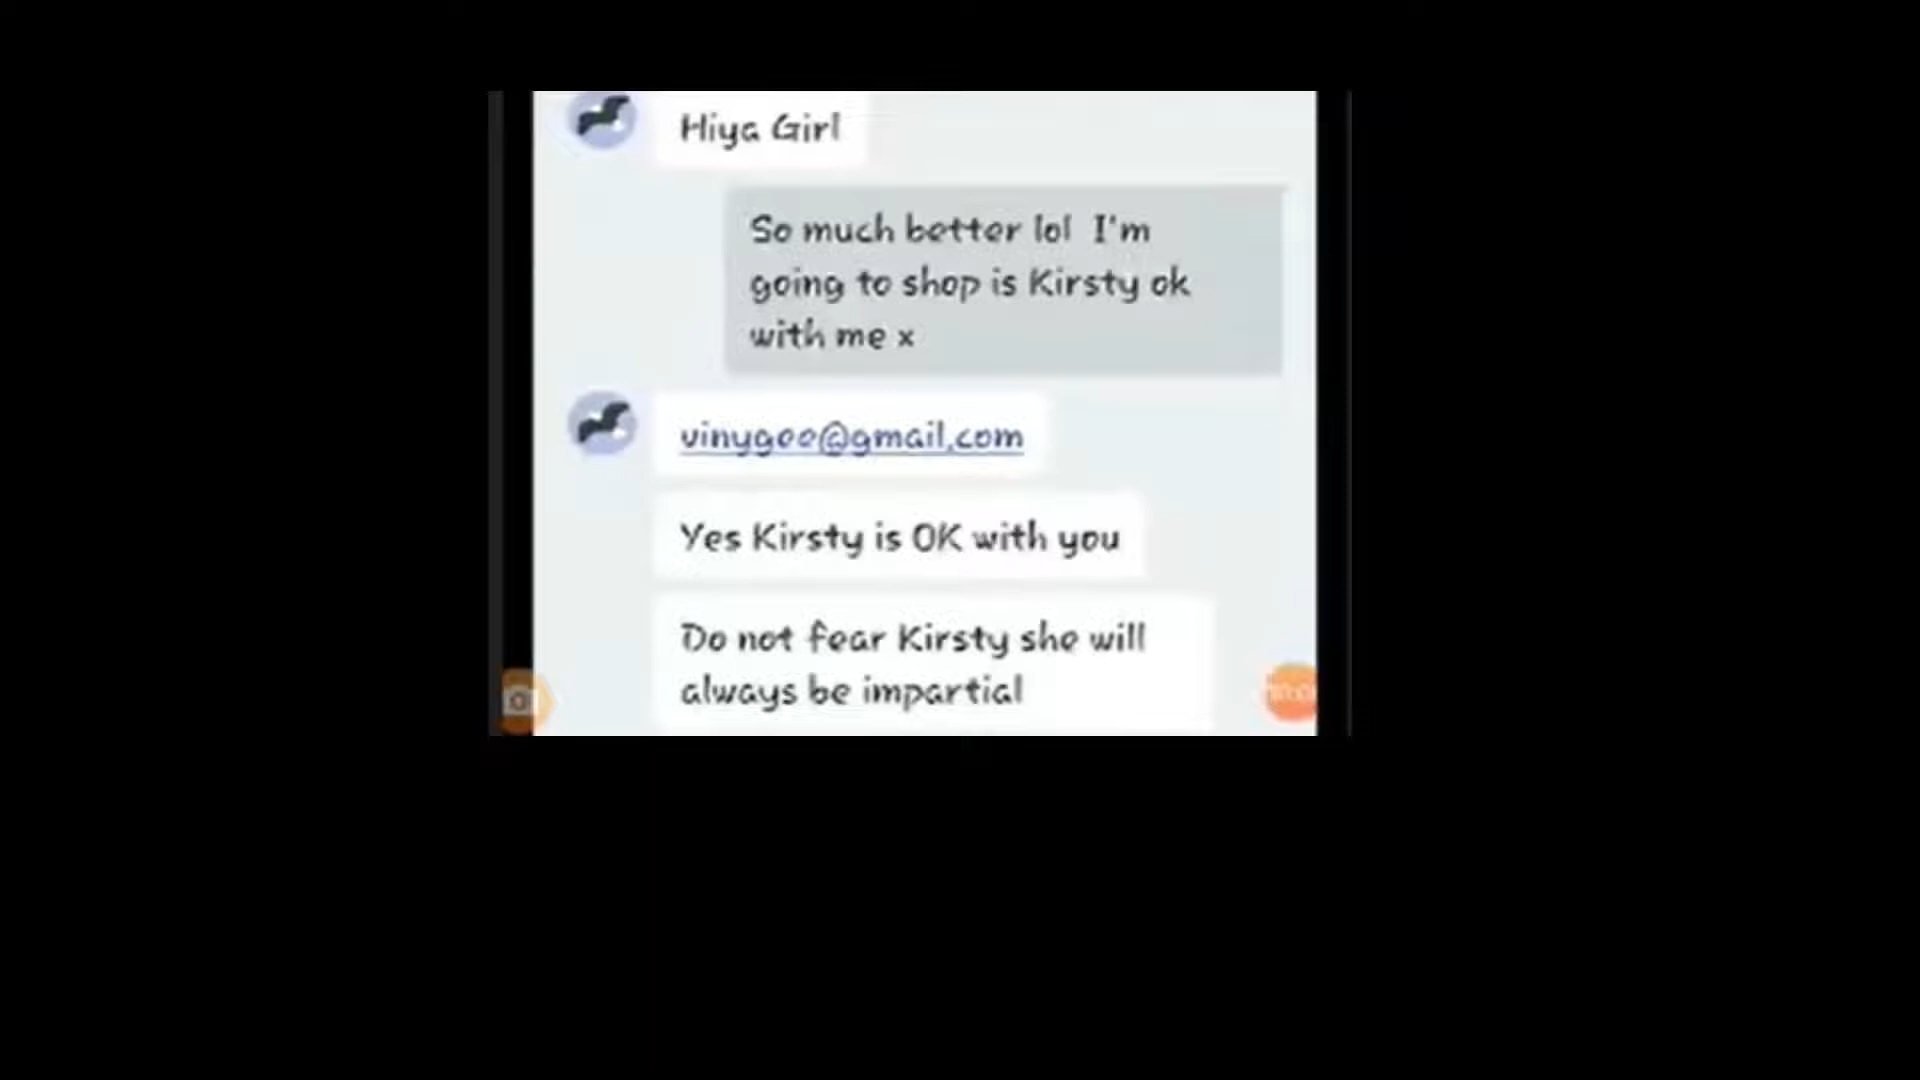 Hiya Girl
So much better lol  I'm
going to shop is Kirsty ok
with me x
vinygee@gmail.com
Yes Kirsty is OK with you
Do not fear Kirsty she will
always be impartial